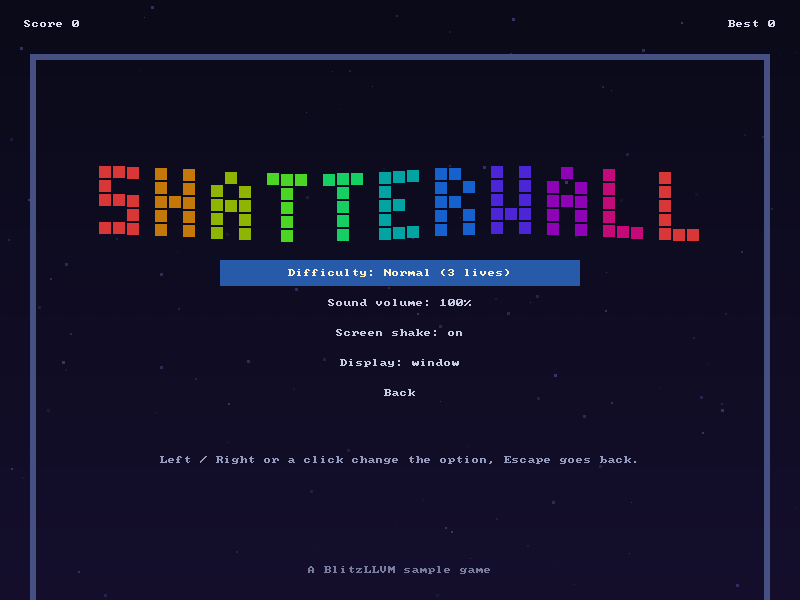 Score 0
Best 0
SHATTERWALL
Difficulty: Normal (3 lives)
Sound volume: 100%
Screen shake: on
Display: window
Back
Left / Right or a click change the option, Escape goes back.
A BlitzLLVM sample game